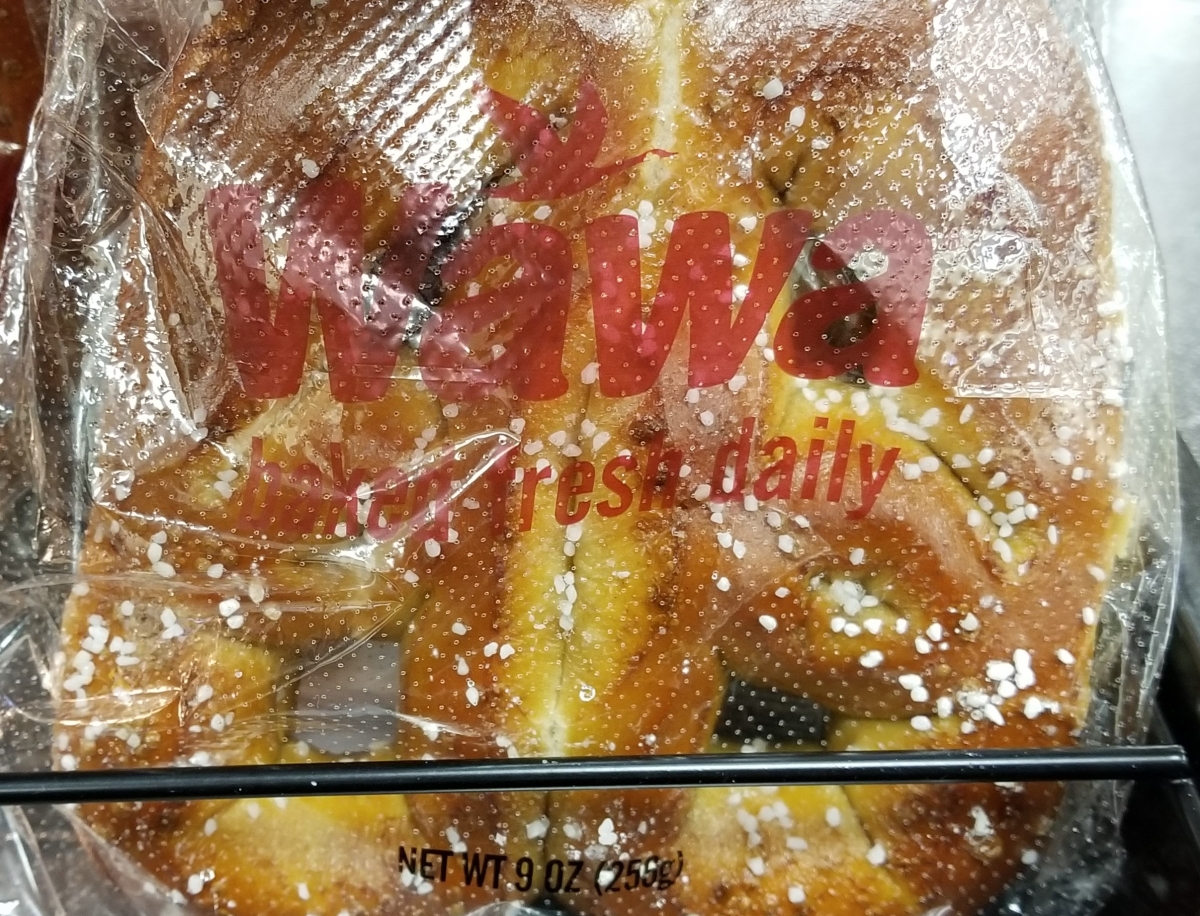 Wawa
baked fresh daily
NET WT 9 OZ (255g)